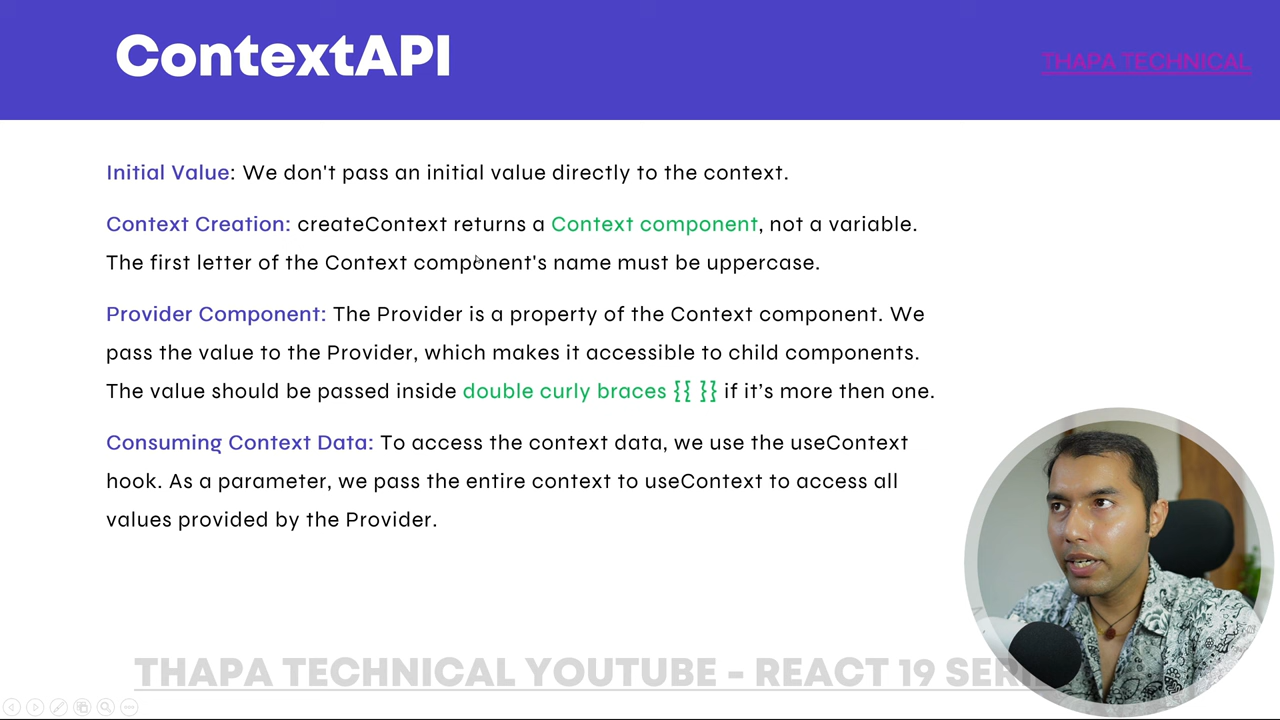 ContextAPI
THAPA TECHNICAL
Initial Value: We don't pass an initial value directly to the context.
Context Creation: createContext returns a Context component, not a variable.
The first letter of the Context component's name must be uppercase.
Provider Component: The Provider is a property of the Context component. We
pass the value to the Provider, which makes it accessible to child components.
The value should be passed inside double curly braces {{ }} if it’s more then one.
Consuming Context Data: To access the context data, we use the useContext
hook. As a parameter, we pass the entire context to useContext to access all
values provided by the Provider.
THAPA TECHNICAL YOUTUBE - REACT 19